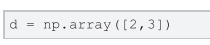 d = np.array([2,3])